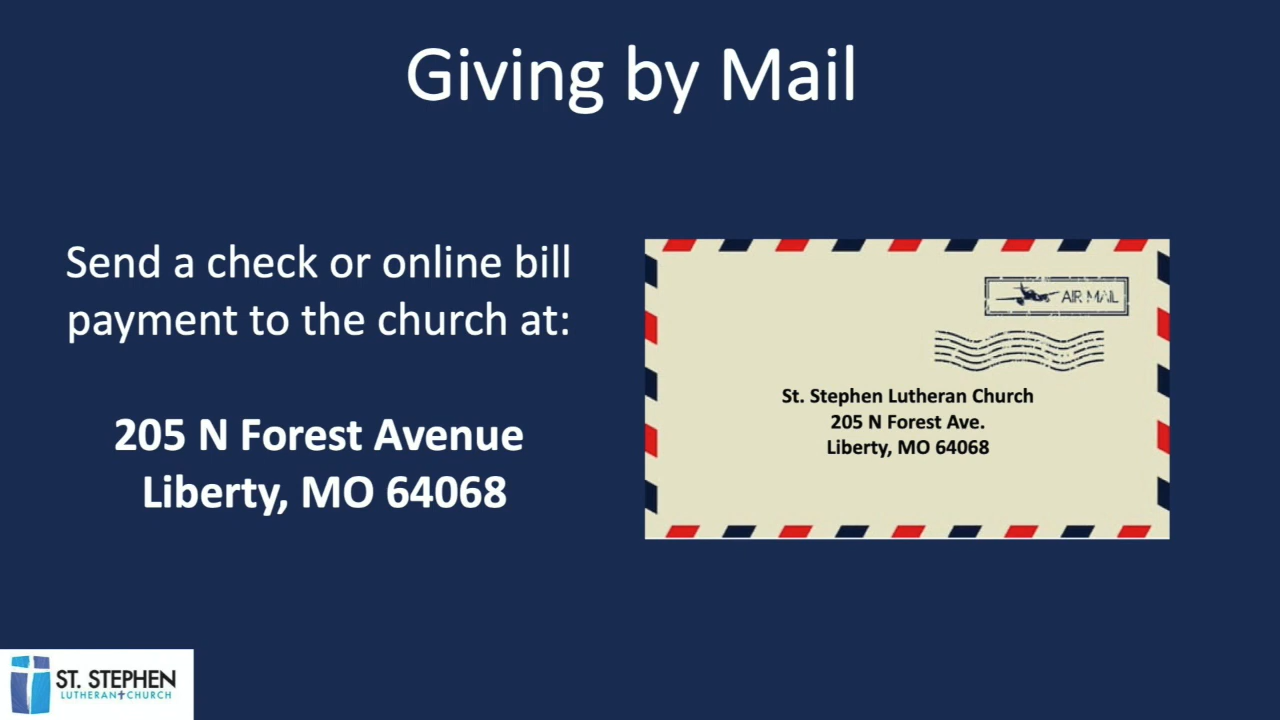 Giving by Mail
Send a check or online bill
payment to the church at:
205 N Forest Avenue
Liberty, MO 64068
AIR MAIL
St. Stephen Lutheran Church
205 N Forest Ave.
Liberty, MO 64068
ST. STEPHEN
LUTHERAN CHURCH